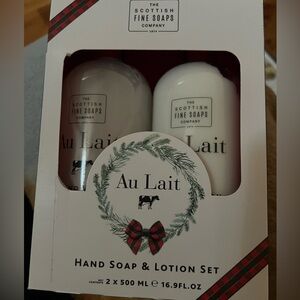 THE
SCOTTISH
FINE SOAPS
COMPANY
THE
SCOTTISH
FINE SOAPS
COMPANY
Au Lait
THE
SCOTTISH
FINE SOAPS
COMPANY
Au Lait
Au Lait
HAND SOAP & LOTION SET
2 X 500 ML ℮ 16.9FL.OZ